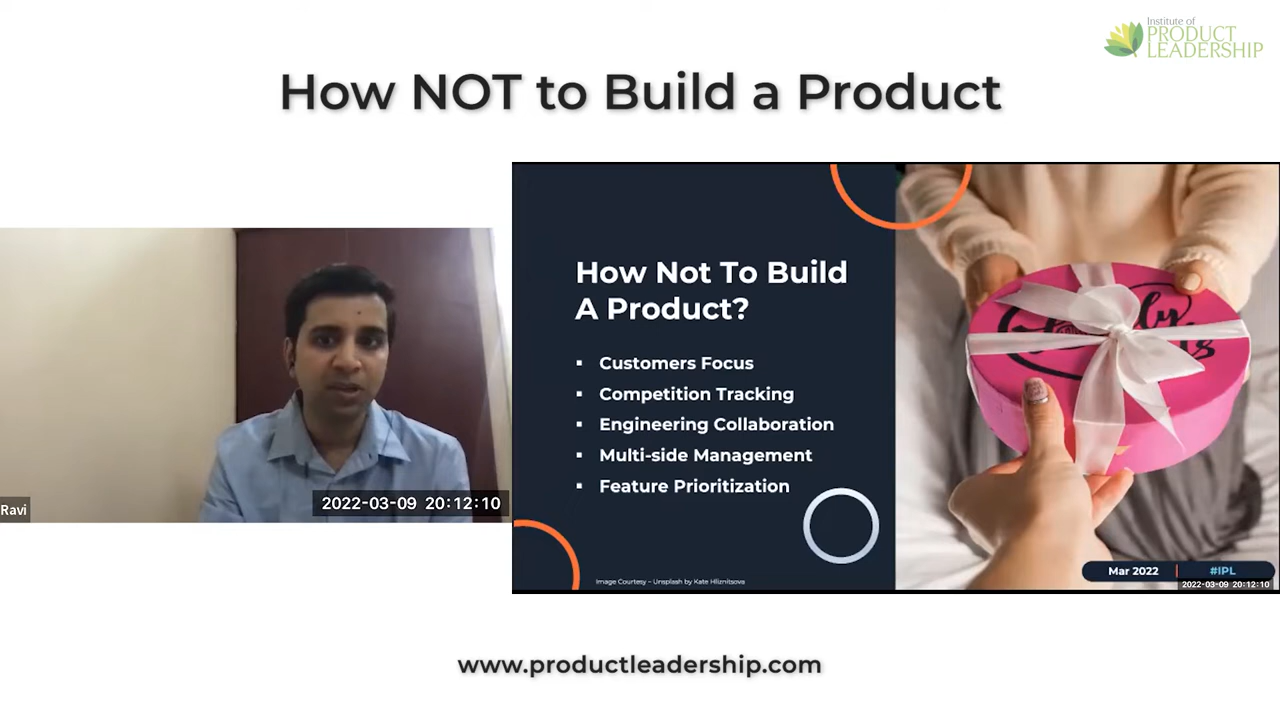 Institute of
PRODUCT
LEADERSHIP
How NOT to Build a Product
How Not To Build
A Product?
▪ Customers Focus
▪ Competition Tracking
▪ Engineering Collaboration
▪ Multi-side Management
▪ Feature Prioritization
Image Courtesy – Unsplash by Kate Hliznitsova
Mar 2022 | #IPL
2022-03-09 20:12:10
Ravi
2022-03-09 20:12:10
www.productleadership.com